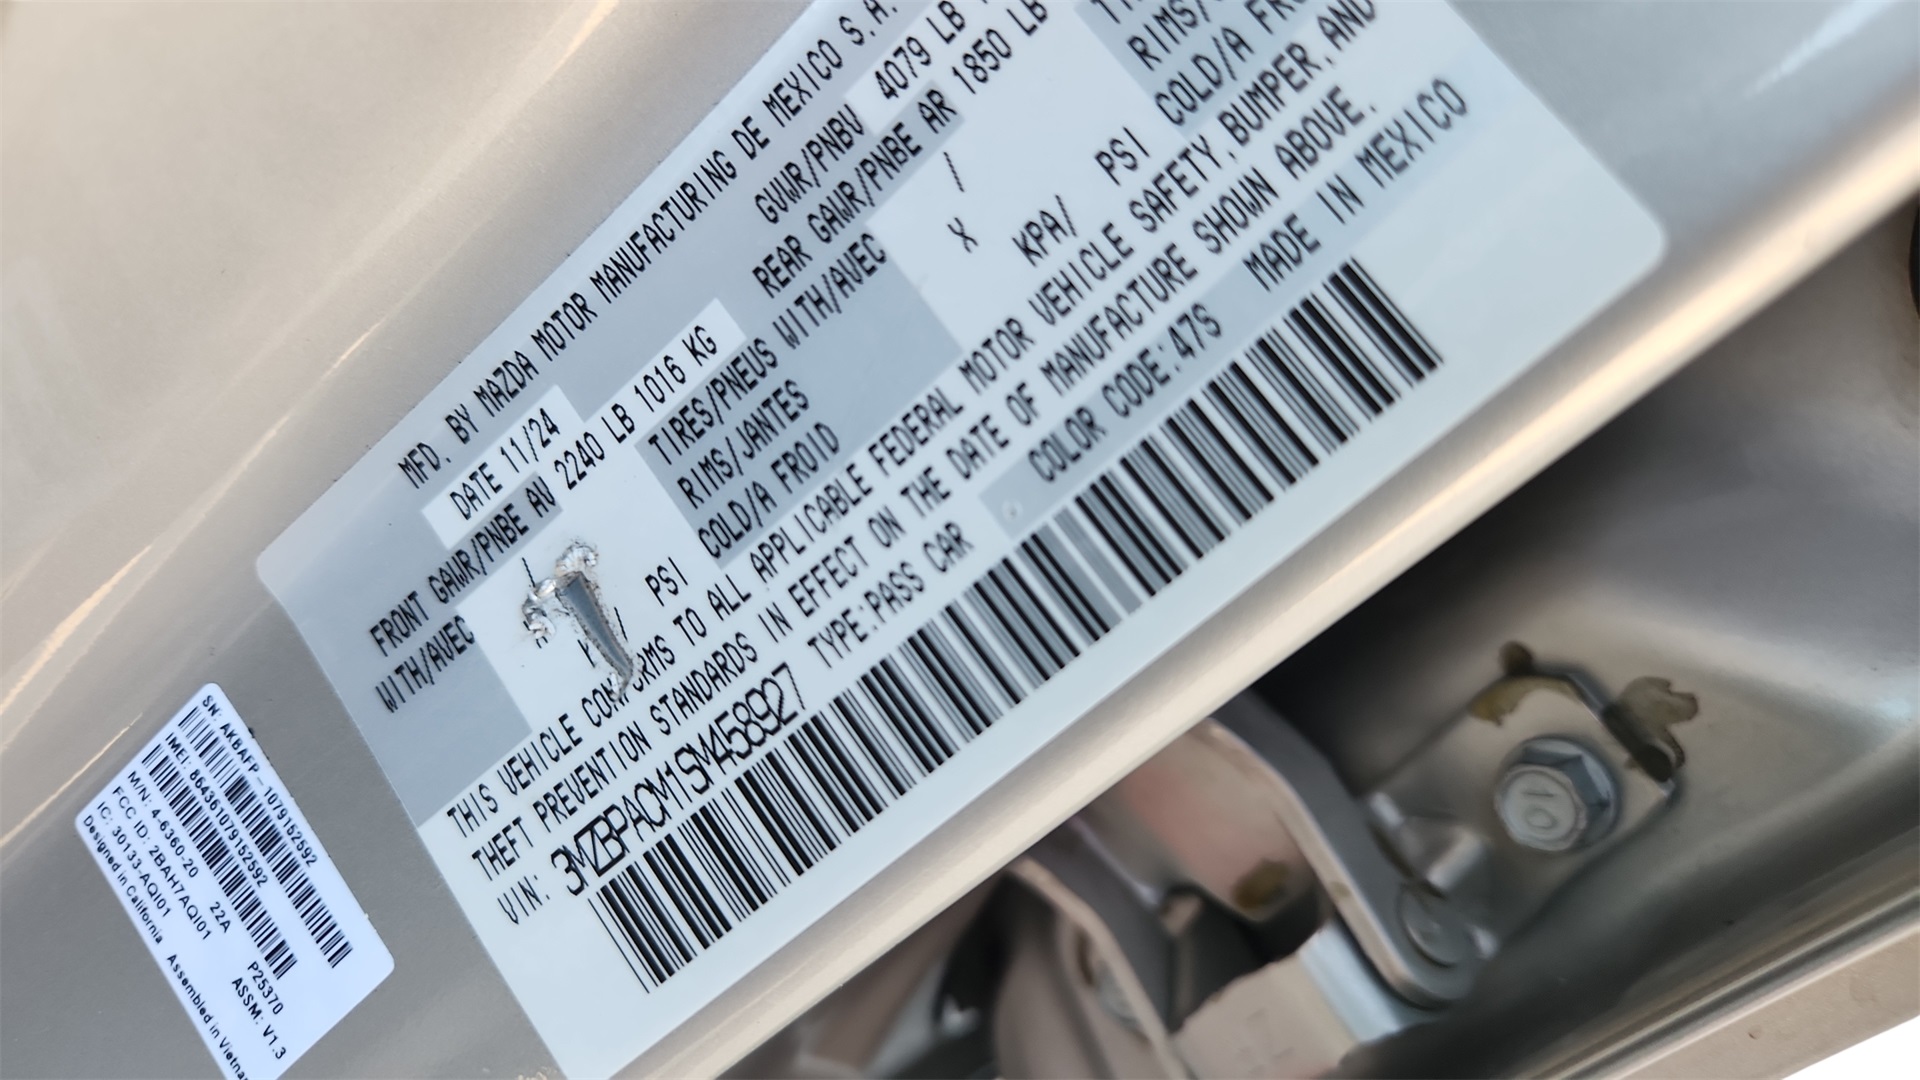 MFD. BY MAZDA MOTOR MANUFACTURING DE MEXICO S.A.
DATE 11/24
GVWR/PNBV 4079 LB
FRONT GAWR/PNBE AV 2240 LB 1016 KG
REAR GAWR/PNBE AR 1850 LB
WITH/AVEC
/
TIRES/PNEUS WITH/AVEC
/
RIMS/JANTES
X
RIMS/
PSI
COLD/A FROID
KPA/ PSI
COLD/A
THIS VEHICLE CONFORMS TO ALL APPLICABLE FEDERAL MOTOR VEHICLE SAFETY, BUMPER, AND
THEFT PREVENTION STANDARDS IN EFFECT ON THE DATE OF MANUFACTURE SHOWN ABOVE.
VIN: 3MZBPACM1SM458927 TYPE:PASS CAR COLOR CODE:47S MADE IN MEXICO
SN: AKBAFP-1079152592
IMEI: 864361079152592
M/N: 4-6360-20 22A P25370
FCC ID: 2BAH7AQI01 ASSM: V1.3
IC: 30133-AQI01
Designed in California Assembled in
10